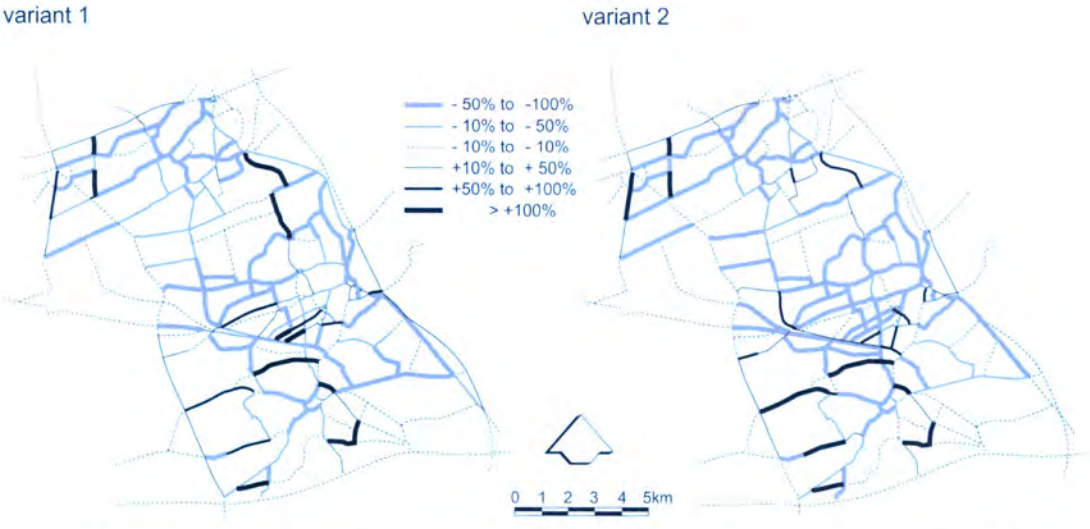 variant 1
variant 2
- 50% to -100%
- 10% to - 50%
- 10% to - 10%
+10% to + 50%
+50% to +100%
> +100%
0 1 2 3 4 5km